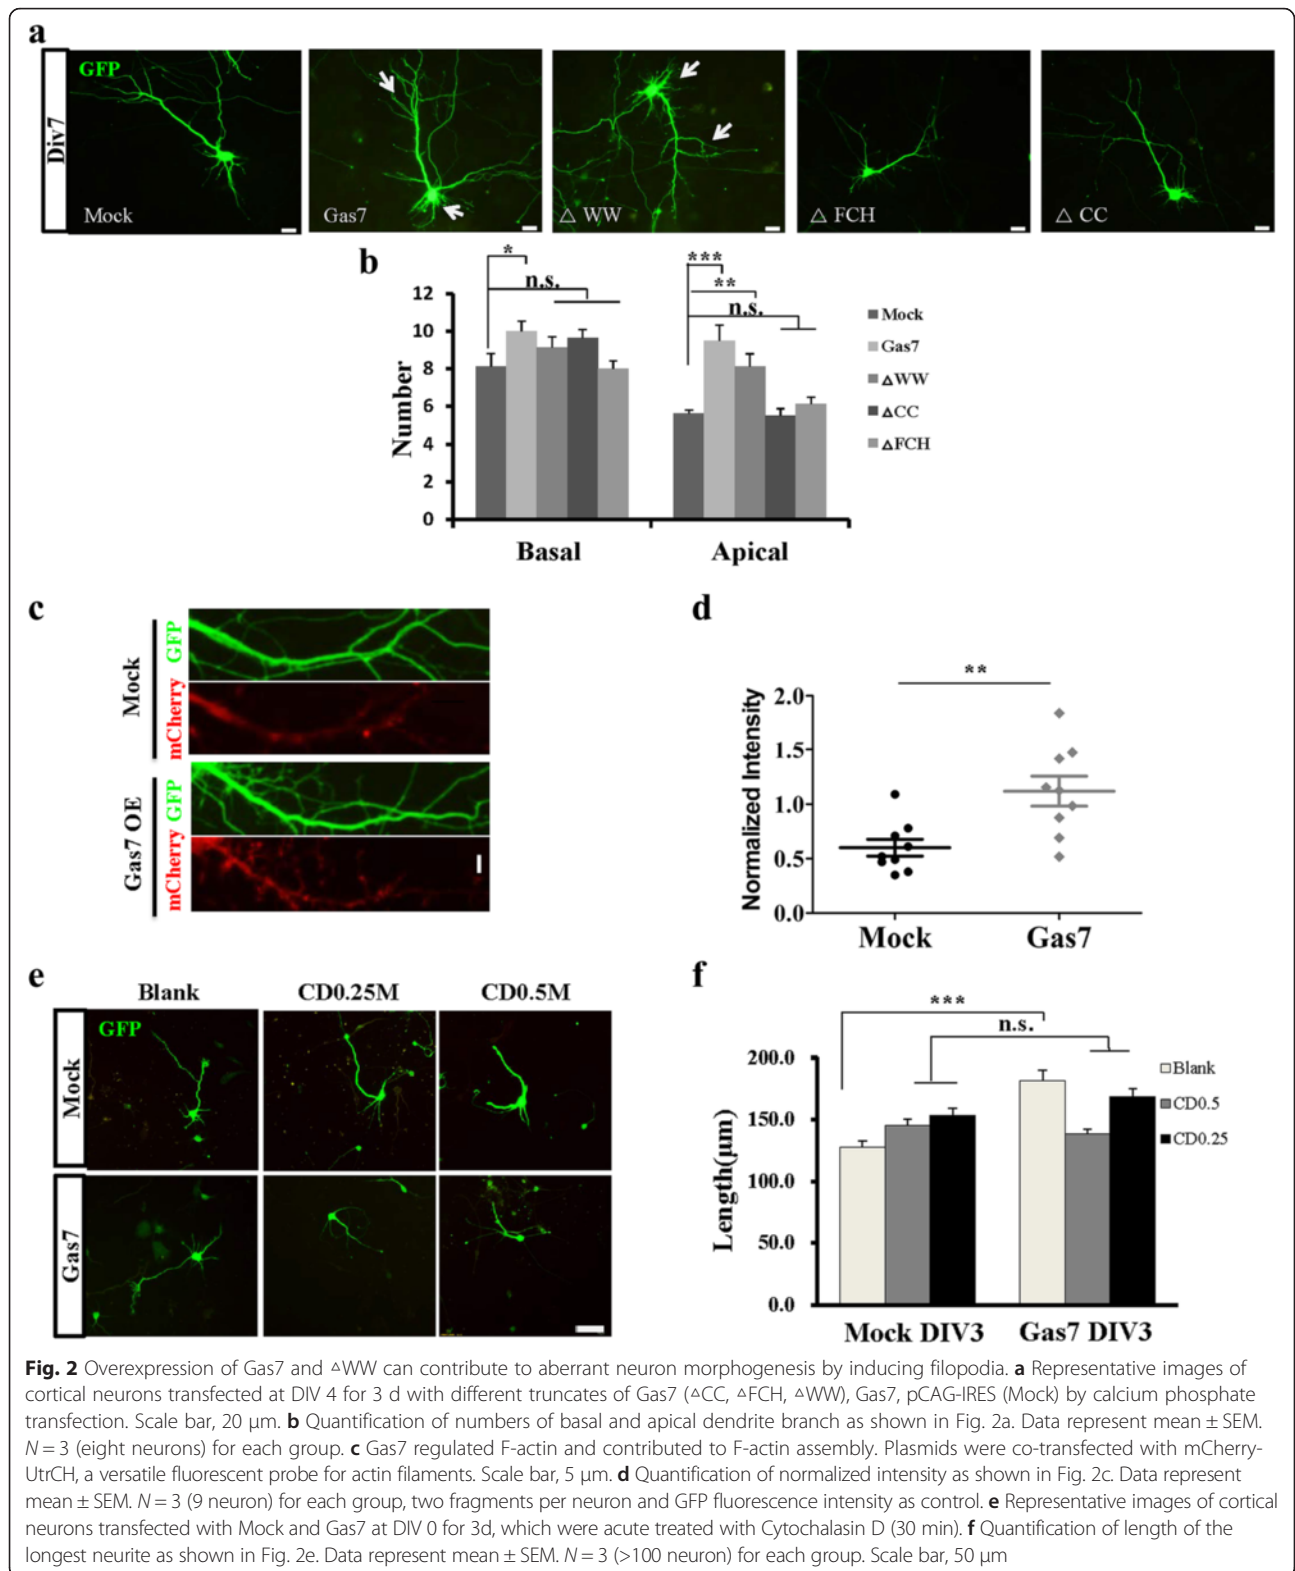 a
Div7
GFP
Mock
Gas7
△ WW
△ FCH
△ CC
b
*
n.s.
***
**
n.s.
12
10
8
6
4
2
0
Number
Basal
Apical
Mock
Gas7
△WW
△CC
△FCH
c
Mock
GFP
mCherry
Gas7 OE
GFP
mCherry
d
**
2.0
1.5
1.0
0.5
0.0
Normalized Intensity
Mock
Gas7
e
Blank
CD0.25M
CD0.5M
Mock
GFP
Gas7
f
***
n.s.
200.0
150.0
100.0
50.0
0.0
Length(μm)
Blank
CD0.5
CD0.25
Mock DIV3
Gas7 DIV3
Fig. 2 Overexpression of Gas7 and △WW can contribute to aberrant neuron morphogenesis by inducing filopodia. a Representative images of
cortical neurons transfected at DIV 4 for 3 d with different truncates of Gas7 (△CC, △FCH, △WW), Gas7, pCAG-IRES (Mock) by calcium phosphate
transfection. Scale bar, 20 μm. b Quantification of numbers of basal and apical dendrite branch as shown in Fig. 2a. Data represent mean ± SEM.
N = 3 (eight neurons) for each group. c Gas7 regulated F-actin and contributed to F-actin assembly. Plasmids were co-transfected with mCherry-
UtrCH, a versatile fluorescent probe for actin filaments. Scale bar, 5 μm. d Quantification of normalized intensity as shown in Fig. 2c. Data represent
mean ± SEM. N = 3 (9 neuron) for each group, two fragments per neuron and GFP fluorescence intensity as control. e Representative images of cortical
neurons transfected with Mock and Gas7 at DIV 0 for 3d, which were acute treated with Cytochalasin D (30 min). f Quantification of length of the
longest neurite as shown in Fig. 2e. Data represent mean ± SEM. N = 3 (>100 neuron) for each group. Scale bar, 50 μm